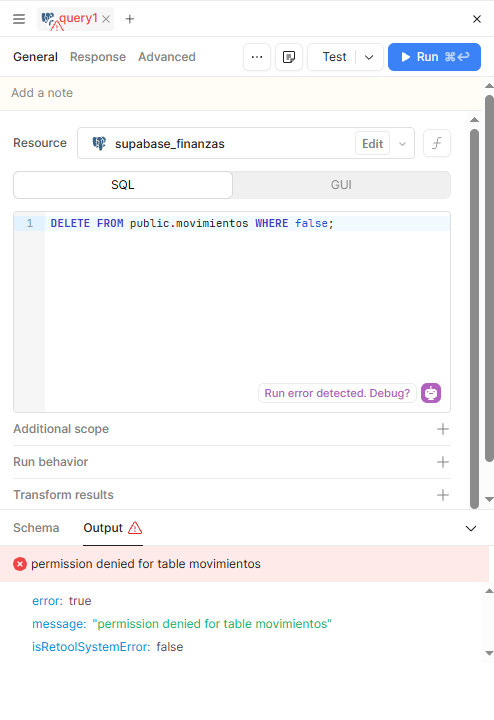 query1
General Response Advanced
Test
Run ⌘↩
Add a note
Resource
supabase_finanzas
Edit
SQL
GUI
1 DELETE FROM public.movimientos WHERE false;
Run error detected. Debug?
Additional scope
Run behavior
Transform results
Schema Output
permission denied for table movimientos
error: true
message: "permission denied for table movimientos"
isRetoolSystemError: false